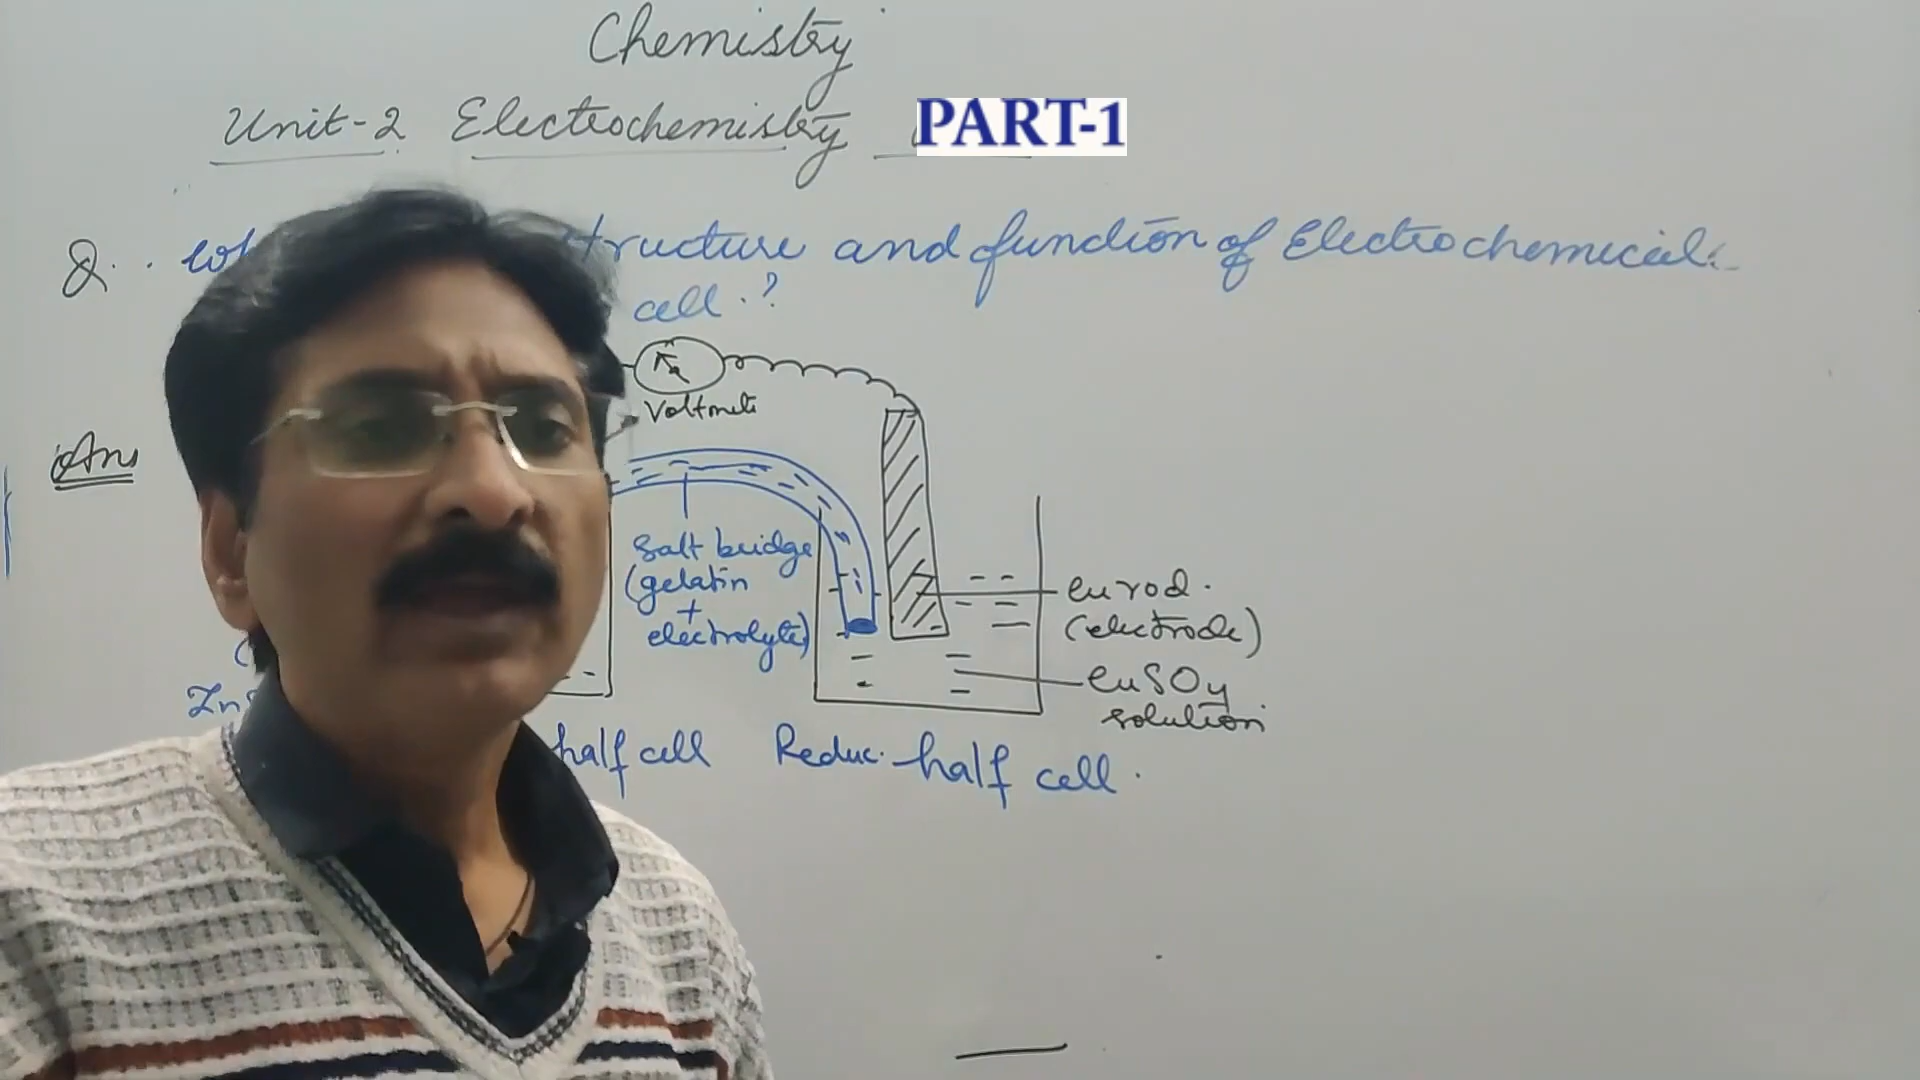 Chemistry
Unit-2 Electrochemistry PART-1
Q. structure and function of Electrochemical
cell.?
Voltmete
Ans
Salt bridge
(gelatin
+
electrolyte)
Cu rod.
(electrode)
CuSO4
solution
half cell Reduc. half cell.